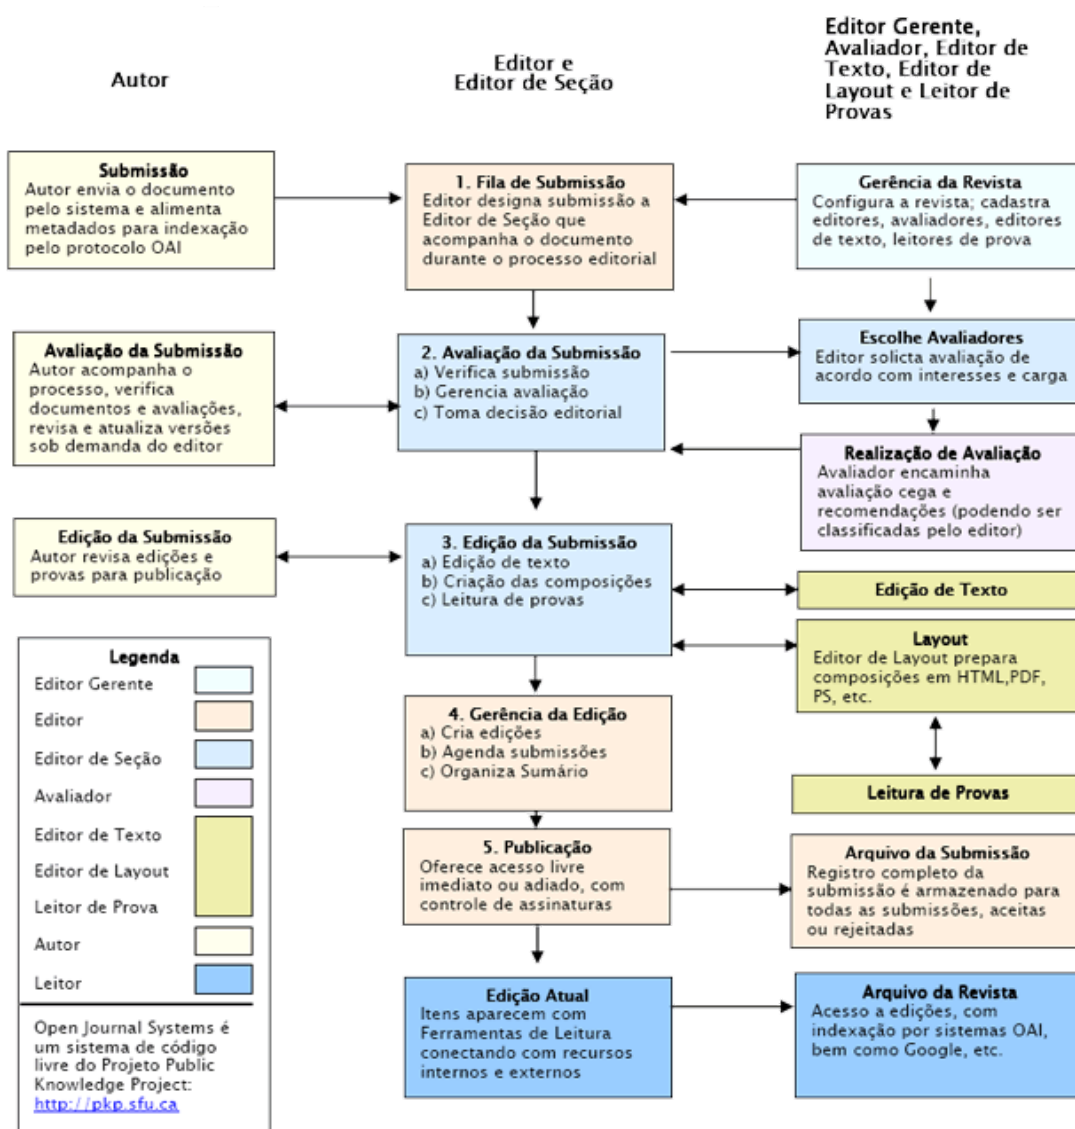 Autor
Editor e
Editor de Seção
Editor Gerente,
Avaliador, Editor de
Texto, Editor de
Layout e Leitor de
Provas
Submissão
Autor envia o documento
pelo sistema e alimenta
metadados para indexação
pelo protocolo OAI
1. Fila de Submissão
Editor designa submissão a
Editor de Seção que
acompanha o documento
durante o processo editorial
Gerência da Revista
Configura a revista; cadastra
editores, avaliadores, editores
de texto, leitores de prova
Avaliação da Submissão
Autor acompanha o
processo, verifica
documentos e avaliações,
revisa e atualiza versões
sob demanda do editor
2. Avaliação da Submissão
a) Verifica submissão
b) Gerencia avaliação
c) Toma decisão editorial
Escolhe Avaliadores
Editor solicta avaliação de
acordo com interesses e carga
Realização de Avaliação
Avaliador encaminha
avaliação cega e
recomendações (podendo ser
classificadas pelo editor)
Edição da Submissão
Autor revisa edições e
provas para publicação
3. Edição da Submissão
a) Edição de texto
b) Criação das composições
c) Leitura de provas
Edição de Texto
Layout
Editor de Layout prepara
composições em HTML,PDF,
PS, etc.
4. Gerência da Edição
a) Cria edições
b) Agenda submissões
c) Organiza Sumário
Leitura de Provas
5. Publicação
Oferece acesso livre
imediato ou adiado, com
controle de assinaturas
Arquivo da Submissão
Registro completo da
submissão é armazenado para
todas as submissões, aceitas
ou rejeitadas
Edição Atual
Itens aparecem com
Ferramentas de Leitura
conectando com recursos
internos e externos
Arquivo da Revista
Acesso a edições, com
indexação por sistemas OAI,
bem como Google, etc.
Legenda
Editor Gerente
Editor
Editor de Seção
Avaliador
Editor de Texto
Editor de Layout
Leitor de Prova
Autor
Leitor
Open Journal Systems é
um sistema de código
livre do Projeto Public
Knowledge Project:
http://pkp.sfu.ca